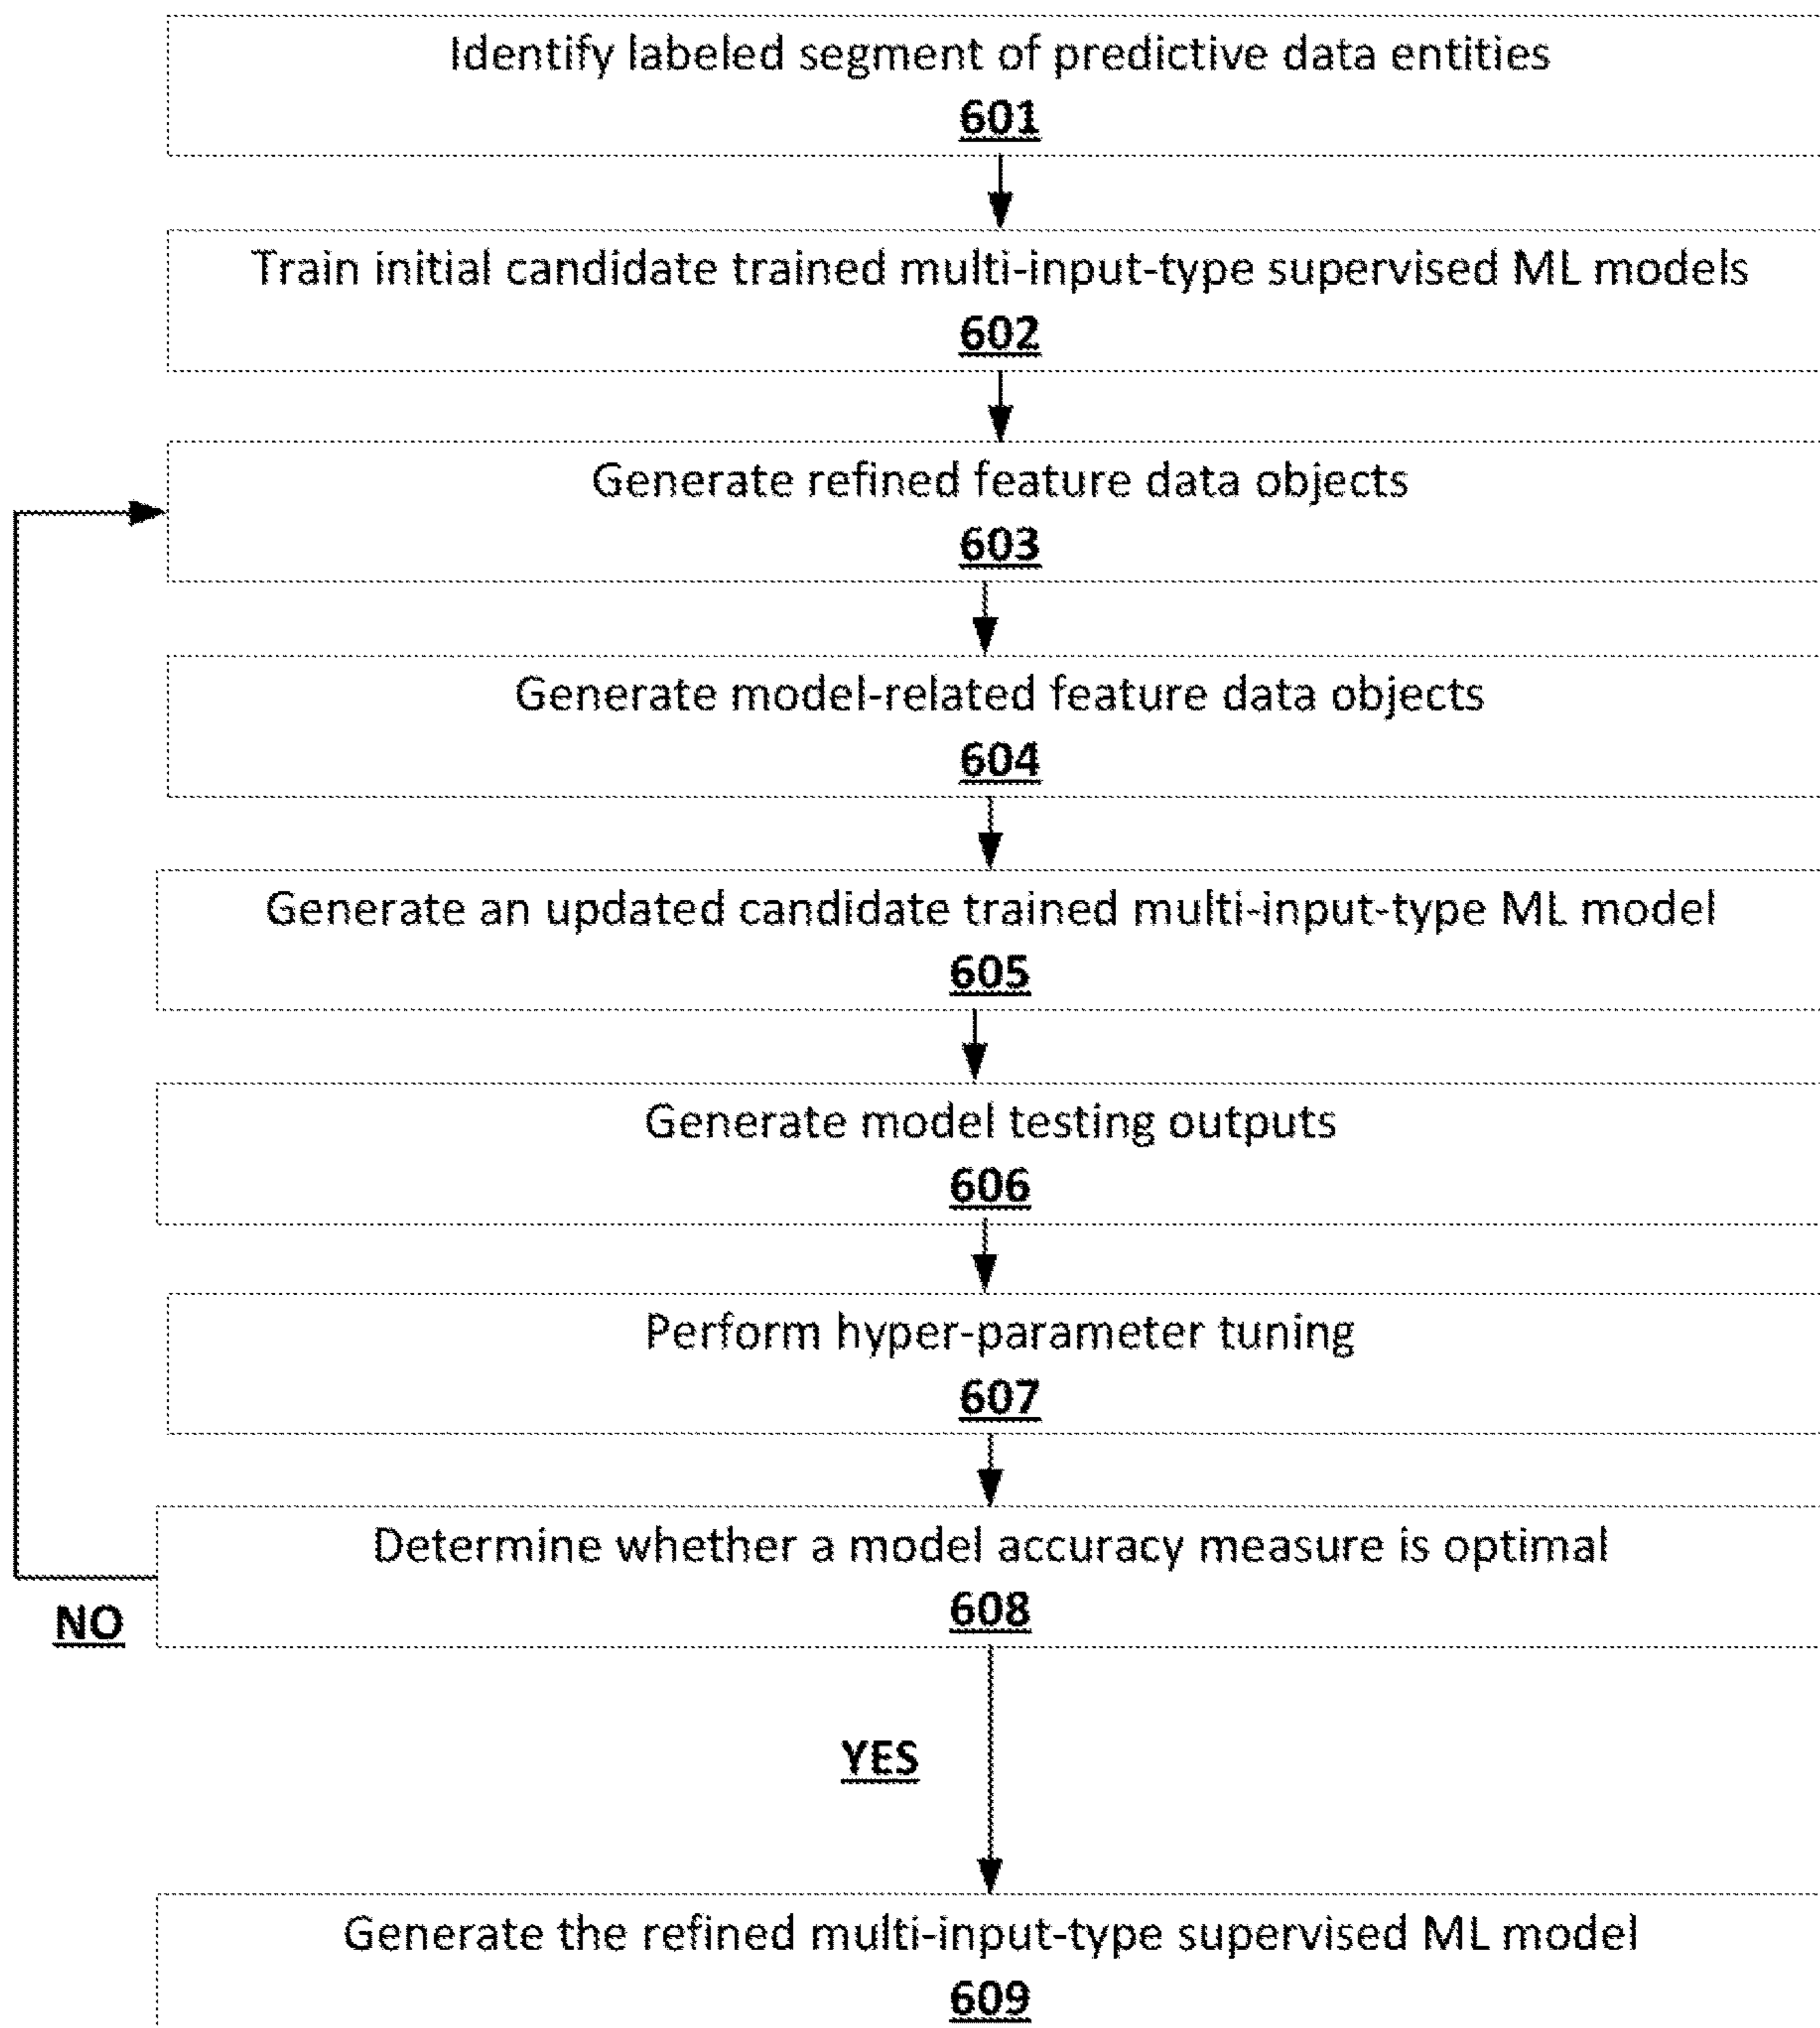 Identify labeled segment of predictive data entities
601
Train initial candidate trained multi-input-type supervised ML models
602
Generate refined feature data objects
603
Generate model-related feature data objects
604
Generate an updated candidate trained multi-input-type ML model
605
Generate model testing outputs
606
Perform hyper-parameter tuning
607
Determine whether a model accuracy measure is optimal
608
NO
YES
Generate the refined multi-input-type supervised ML model
609